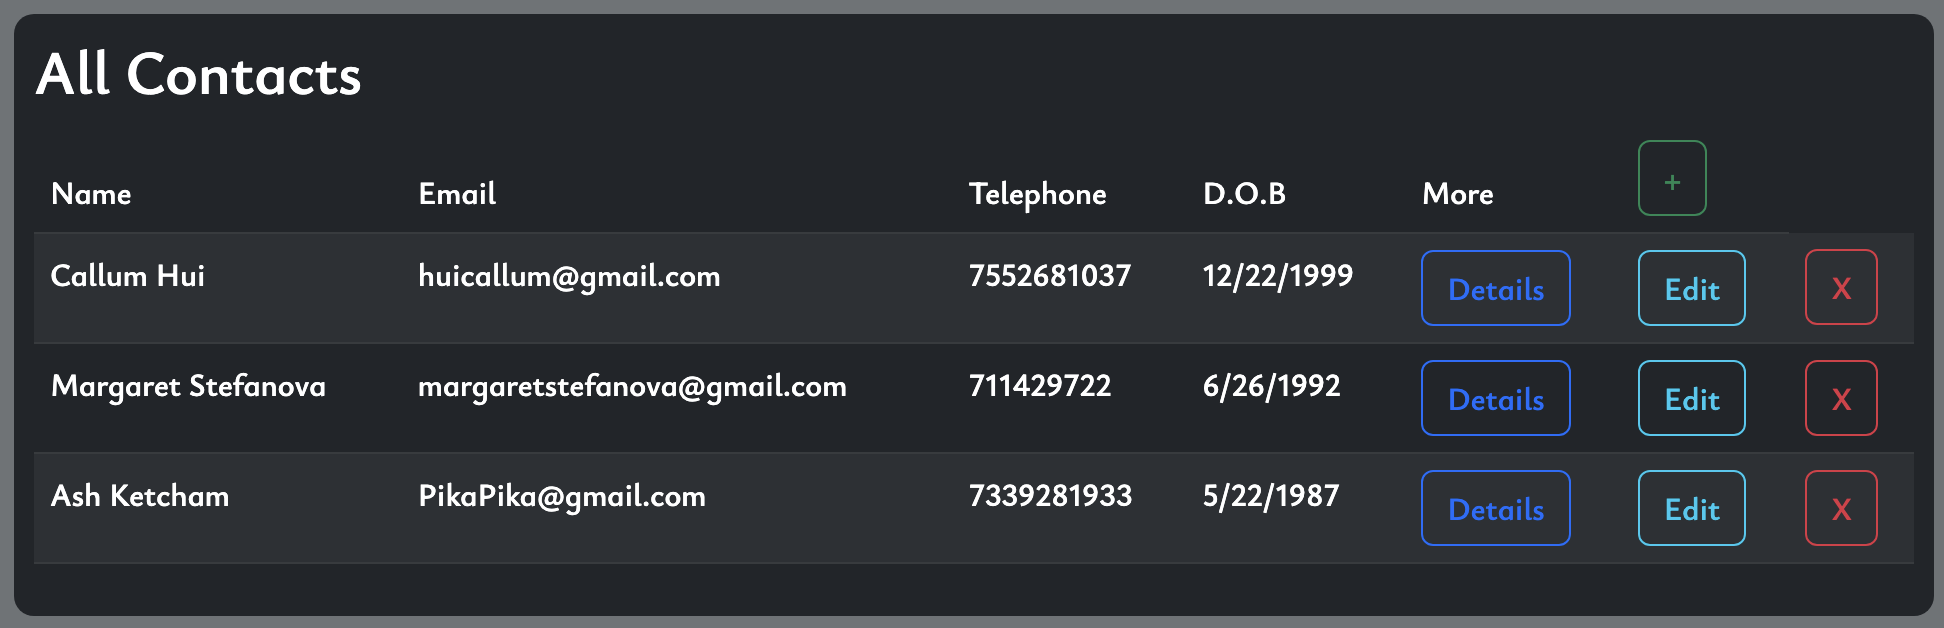 All Contacts
Name Email Telephone D.O.B More +
Callum Hui huicallum@gmail.com 7552681037 12/22/1999 Details Edit X
Margaret Stefanova margaretstefanova@gmail.com 711429722 6/26/1992 Details Edit X
Ash Ketcham PikaPika@gmail.com 7339281933 5/22/1987 Details Edit X